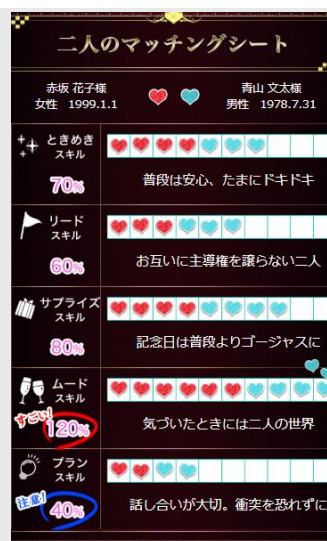 二人のマッチングシート
赤坂 花子様
女性 1999.1.1
青山 文太様
男性 1978.7.31
ときめき
スキル
70%
普段は安心、たまにドキドキ
リード
スキル
60%
お互いに主導権を譲らない二人
サプライズ
スキル
80%
記念日は普段よりゴージャスに
ムード
スキル
すごい!
120%
気づいたときには二人の世界
プラン
スキル
注意!
40%
話し合いが大切。衝突を恐れずに